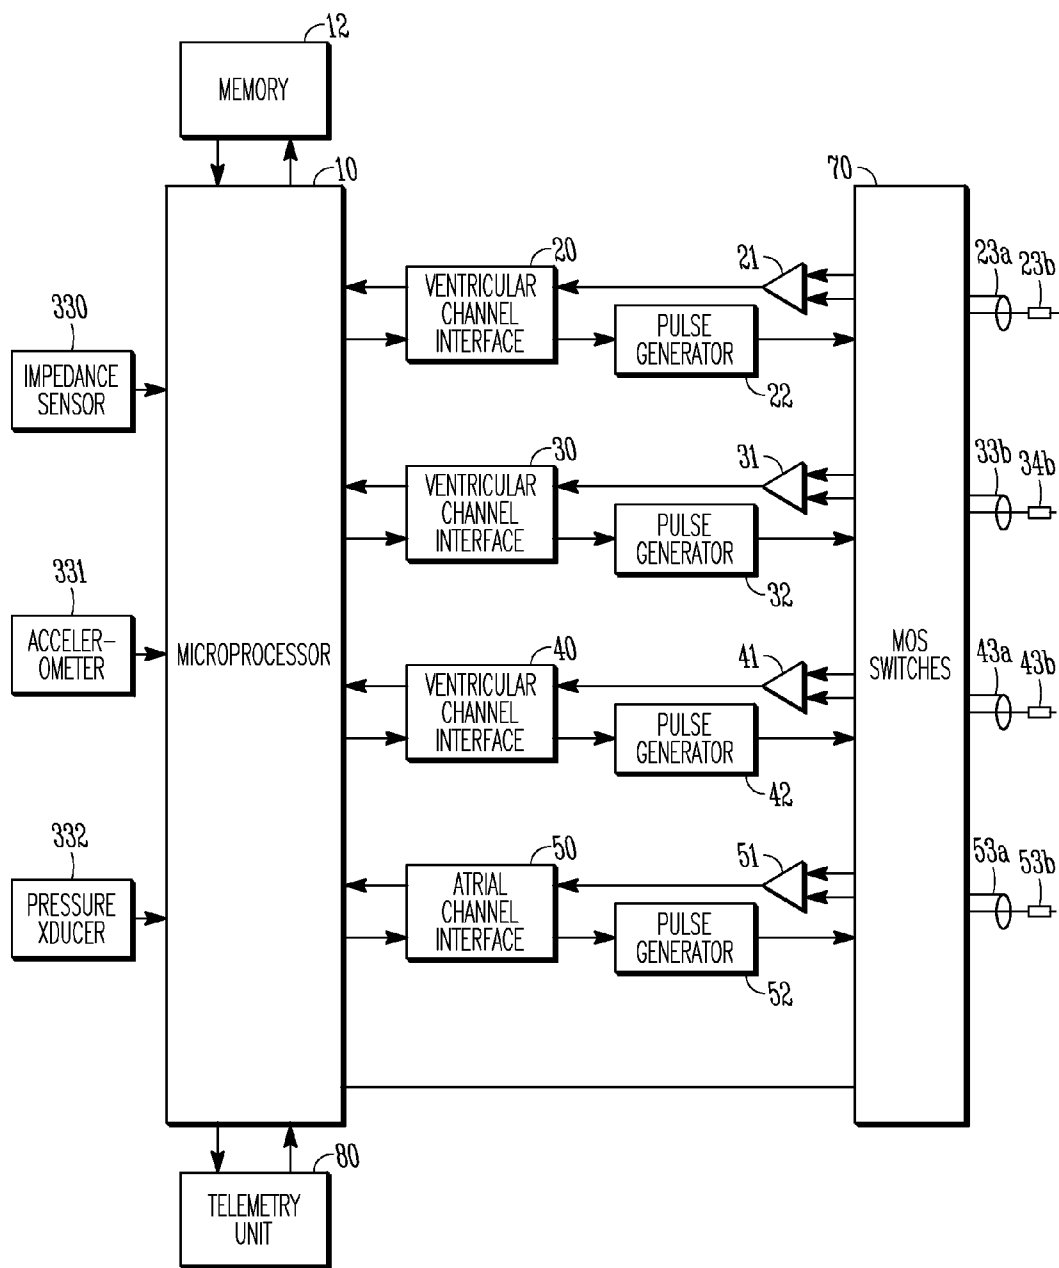 12
MEMORY
10
70
20
21
23a
23b
VENTRICULAR
CHANNEL
INTERFACE
PULSE
GENERATOR
22
330
IMPEDANCE
SENSOR
30
31
33b
34b
VENTRICULAR
CHANNEL
INTERFACE
PULSE
GENERATOR
32
331
ACCELER-
OMETER
MICROPROCESSOR
40
41
MOS
SWITCHES
43a
43b
VENTRICULAR
CHANNEL
INTERFACE
PULSE
GENERATOR
42
332
PRESSURE
XDUCER
50
51
53a
53b
ATRIAL
CHANNEL
INTERFACE
PULSE
GENERATOR
52
80
TELEMETRY
UNIT